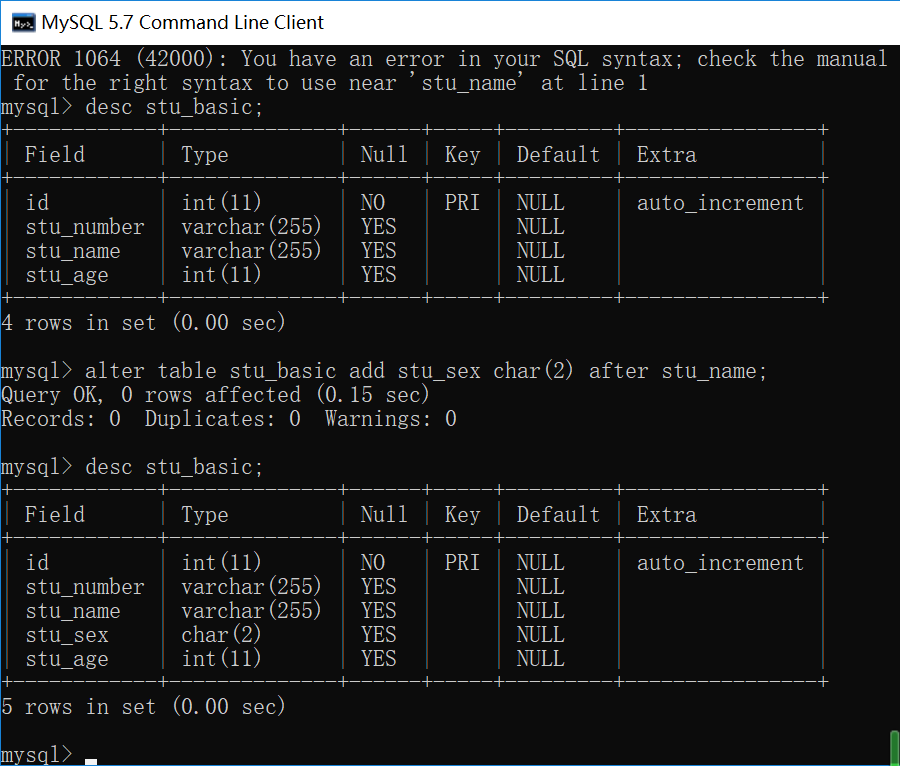 MySQL 5.7 Command Line Client
ERROR 1064 (42000): You have an error in your SQL syntax; check the manual
 for the right syntax to use near 'stu_name' at line 1
mysql> desc stu_basic;
+------------+--------------+------+-----+---------+----------------+
| Field      | Type         | Null | Key | Default | Extra          |
+------------+--------------+------+-----+---------+----------------+
| id         | int(11)      | NO   | PRI | NULL    | auto_increment |
| stu_number | varchar(255) | YES  |     | NULL    |                |
| stu_name   | varchar(255) | YES  |     | NULL    |                |
| stu_age    | int(11)      | YES  |     | NULL    |                |
+------------+--------------+------+-----+---------+----------------+
4 rows in set (0.00 sec)
mysql> alter table stu_basic add stu_sex char(2) after stu_name;
Query OK, 0 rows affected (0.15 sec)
Records: 0  Duplicates: 0  Warnings: 0
mysql> desc stu_basic;
+------------+--------------+------+-----+---------+----------------+
| Field      | Type         | Null | Key | Default | Extra          |
+------------+--------------+------+-----+---------+----------------+
| id         | int(11)      | NO   | PRI | NULL    | auto_increment |
| stu_number | varchar(255) | YES  |     | NULL    |                |
| stu_name   | varchar(255) | YES  |     | NULL    |                |
| stu_sex    | char(2)      | YES  |     | NULL    |                |
| stu_age    | int(11)      | YES  |     | NULL    |                |
+------------+--------------+------+-----+---------+----------------+
5 rows in set (0.00 sec)
mysql>